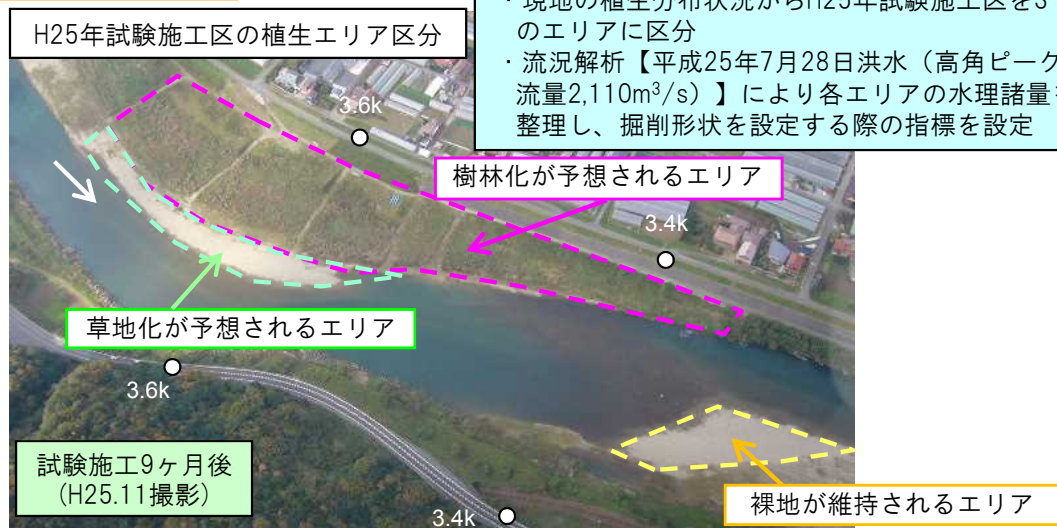 ・現地の植生分布状況からH25年試験施工区を3
のエリアに区分
・流況解析【平成25年7月28日洪水（高角ピーク
流量2,110m³/s）】により各エリアの水理諸量
整理し、掘削形状を設定する際の指標を設定
H25年試験施工区の植生エリア区分
3.6k
樹林化が予想されるエリア
3.4k
草地化が予想されるエリア
3.6k
試験施工9ヶ月後
(H25.11撮影)
裸地が維持されるエリア
3.4k